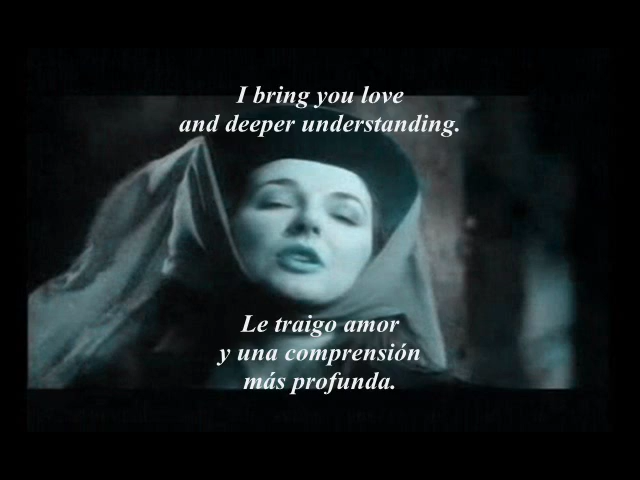 I bring you love
and deeper understanding.
Le traigo amor
y una comprensión
más profunda.